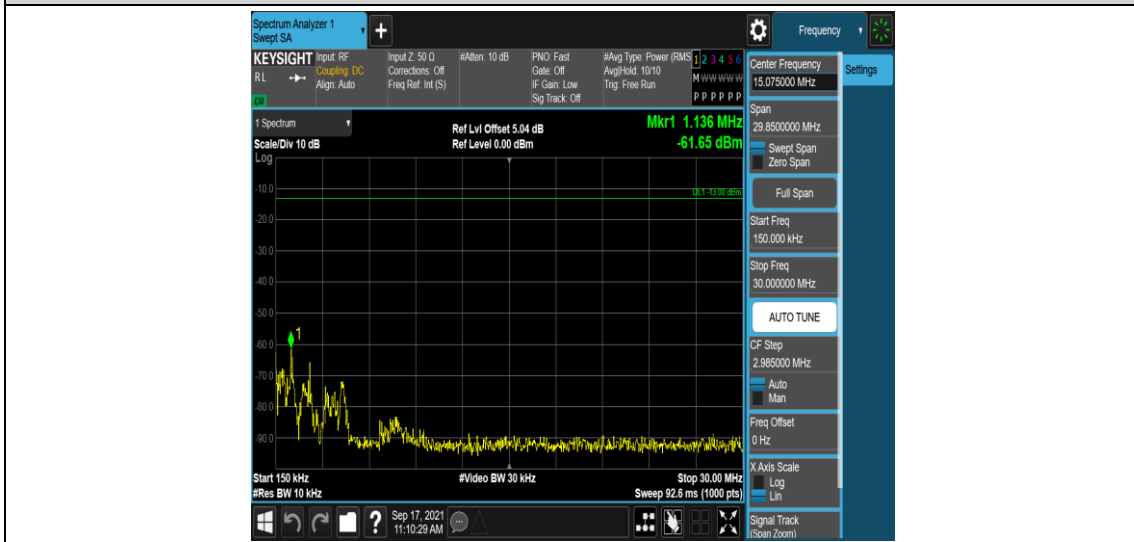 Spectrum Analyzer 1
Swept SA
+
Frequency
KEYSIGHT
RL
Input: RF
Coupling: DC
Align: Auto
Input Z: 50 Ω
Corrections: Off
Freq Ref: Int (S)
#Atten: 10 dB
PNO: Fast
Gate: Off
IF Gain: Low
Sig Track: Off
#Avg Type: Power (RMS
Avg|Hold: 10/10
Trig: Free Run
1 2 3 4 5 6
M W W W W W
P P P P P P
Center Frequency
15.075000 MHz
Settings
Span
29.8500000 MHz
Swept Span
Zero Span
Full Span
Start Freq
150.000 kHz
Stop Freq
30.000000 MHz
AUTO TUNE
CF Step
2.985000 MHz
Auto
Man
Freq Offset
0 Hz
X Axis Scale
Log
Lin
Signal Track
(Span Zoom)
1 Spectrum
Scale/Div 10 dB
Log
Ref Lvl Offset 5.04 dB
Ref Level 0.00 dBm
Mkr1 1.136 MHz
-61.65 dBm
DL1 -13.00 dBm
-10.0
-20.0
-30.0
-40.0
-50.0
-60.0
-70.0
-80.0
-90.0
1
Start 150 kHz
#Res BW 10 kHz
#Video BW 30 kHz
Stop 30.00 MHz
Sweep 92.6 ms (1000 pts)
?
Sep 17, 2021
11:10:29 AM